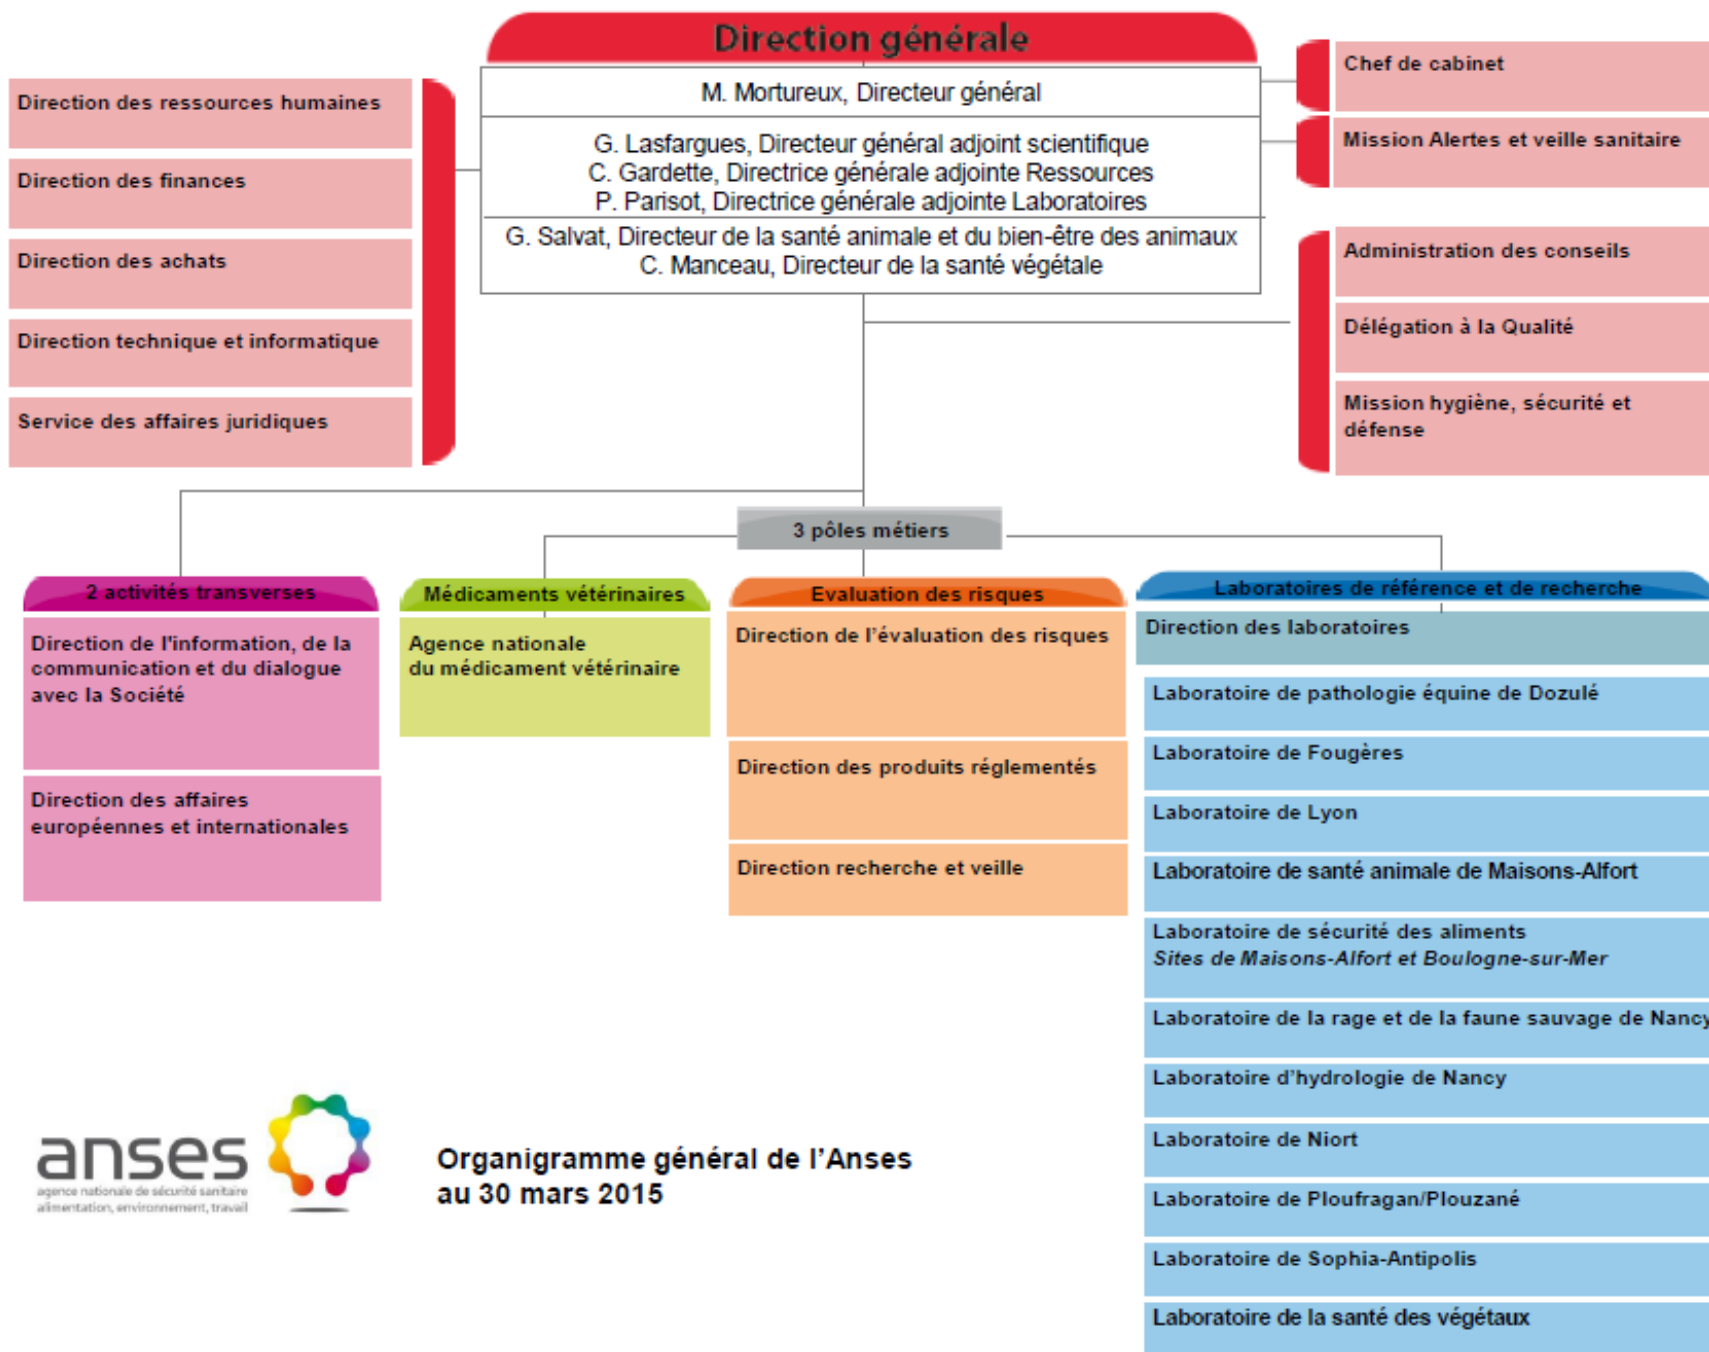 Direction générale
M. Mortureux, Directeur général
G. Lasfargues, Directeur général adjoint scientifique
C. Gardette, Directrice générale adjointe Ressources
P. Parisot, Directrice générale adjointe Laboratoires
G. Salvat, Directeur de la santé animale et du bien-être des animaux
C. Manceau, Directeur de la santé végétale
Direction des ressources humaines
Direction des finances
Direction des achats
Direction technique et informatique
Service des affaires juridiques
Chef de cabinet
Mission Alertes et veille sanitaire
Administration des conseils
Délégation à la Qualité
Mission hygiène, sécurité et
défense
3 pôles métiers
2 activités transverses
Direction de l'information, de la
communication et du dialogue
avec la Société
Direction des affaires
européennes et internationales
Médicaments vétérinaires
Agence nationale
du médicament vétérinaire
Evaluation des risques
Direction de l'évaluation des risques
Direction des produits réglementés
Direction recherche et veille
Laboratoires de référence et de recherche
Direction des laboratoires
Laboratoire de pathologie équine de Dozulé
Laboratoire de Fougères
Laboratoire de Lyon
Laboratoire de santé animale de Maisons-Alfort
Laboratoire de sécurité des aliments
Sites de Maisons-Alfort et Boulogne-sur-Mer
Laboratoire de la rage et de la faune sauvage de Nancy
Laboratoire d'hydrologie de Nancy
Laboratoire de Niort
Laboratoire de Ploufragan/Plouzané
Laboratoire de Sophia-Antipolis
Laboratoire de la santé des végétaux
anses
agence nationale de sécurité sanitaire
alimentation, environnement, travail
Organigramme général de l'Anses
au 30 mars 2015